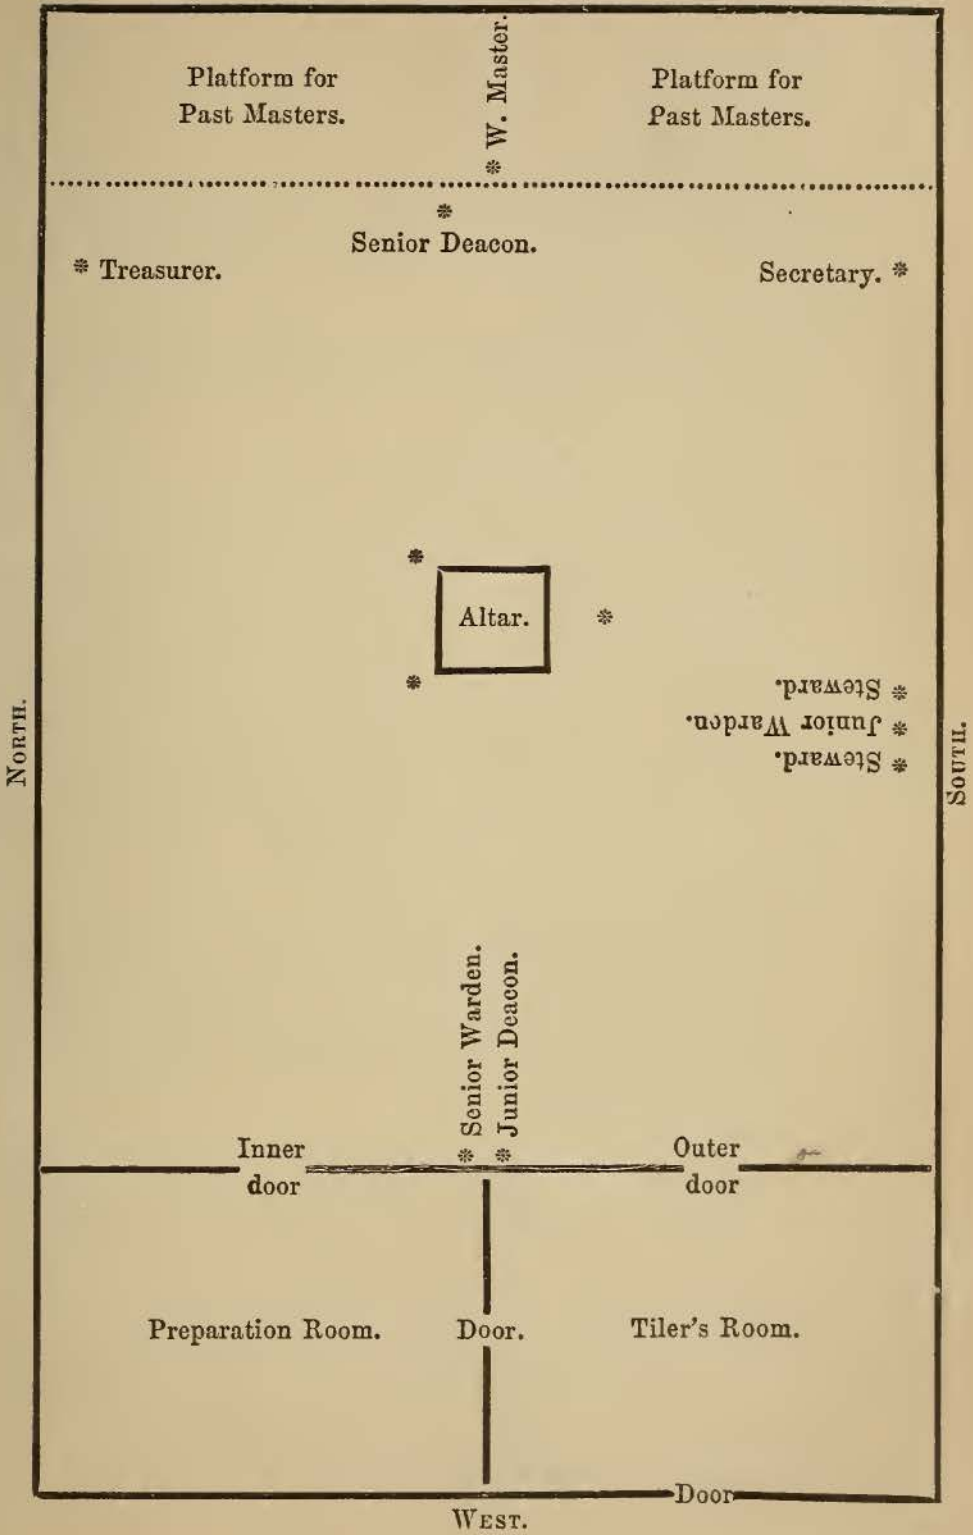 Platform for
Past Masters.
* W. Master.
Platform for
Past Masters.
*
Senior Deacon.
* Treasurer.
Secretary. *
*
Altar.
*
*
* Steward.
* Junior Warden.
* Steward.
NORTH.
SOUTH.
* Senior Warden.
* Junior Deacon.
Inner
door
Outer
door
Preparation Room.
Door.
Tiler's Room.
Door
WEST.